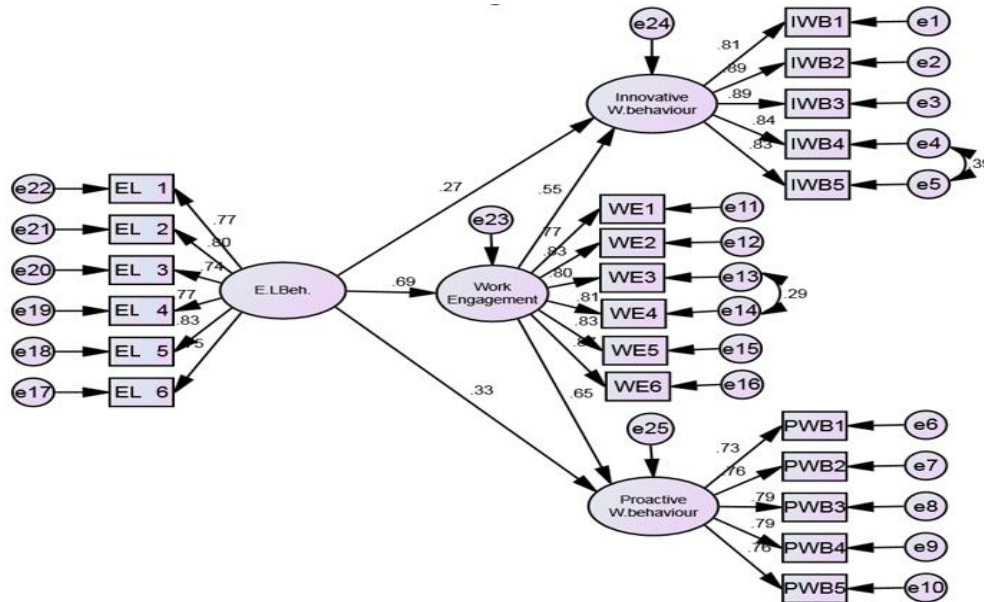 e24
IWB1
e1
.81
IWB2
e2
.89
Innovative
W.behaviour
.89
IWB3
e3
.84
IWB4
e4
.83
.39
IWB5
e5
e22
EL 1
.27
.55
e23
WE1
e11
.77
e21
EL 2
.77
.83
WE2
e12
.80
e20
EL 3
.74
.80
WE3
e13
E.LBeh.
.69
Work
Engagement
.29
.77
.81
WE4
e14
e19
EL 4
.83
.83
e18
EL 5
WE5
e15
e17
EL 6
WE6
e16
.33
.65
e25
PWB1
e6
.73
.76
PWB2
e7
Proactive
W.behaviour
.79
PWB3
e8
.79
PWB4
e9
.76
PWB5
e10